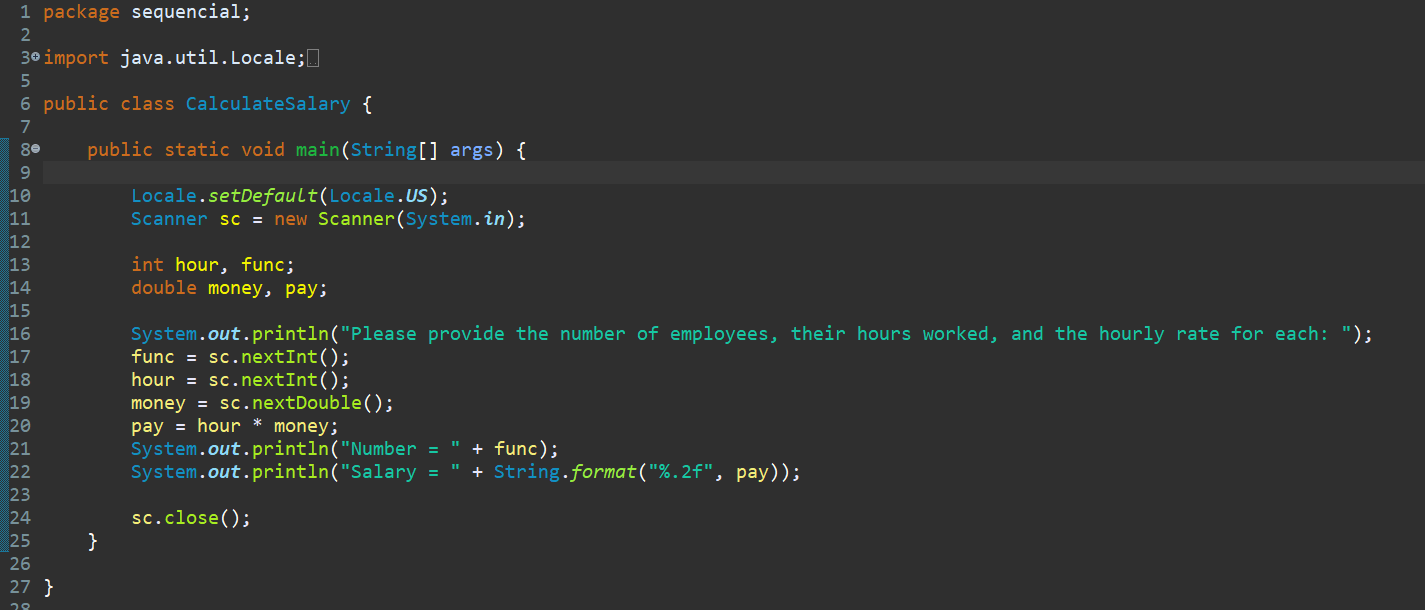 1 package sequencial;
2
3 import java.util.Locale;
5
6 public class CalculateSalary {
7
8 public static void main(String[] args) {
9
10 Locale.setDefault(Locale.US);
11 Scanner sc = new Scanner(System.in);
12
13 int hour, func;
14 double money, pay;
15
16 System.out.println("Please provide the number of employees, their hours worked, and the hourly rate for each: ");
17 func = sc.nextInt();
18 hour = sc.nextInt();
19 money = sc.nextDouble();
20 pay = hour * money;
21 System.out.println("Number = " + func);
22 System.out.println("Salary = " + String.format("%.2f", pay));
23
24 sc.close();
25 }
26
27 }
28